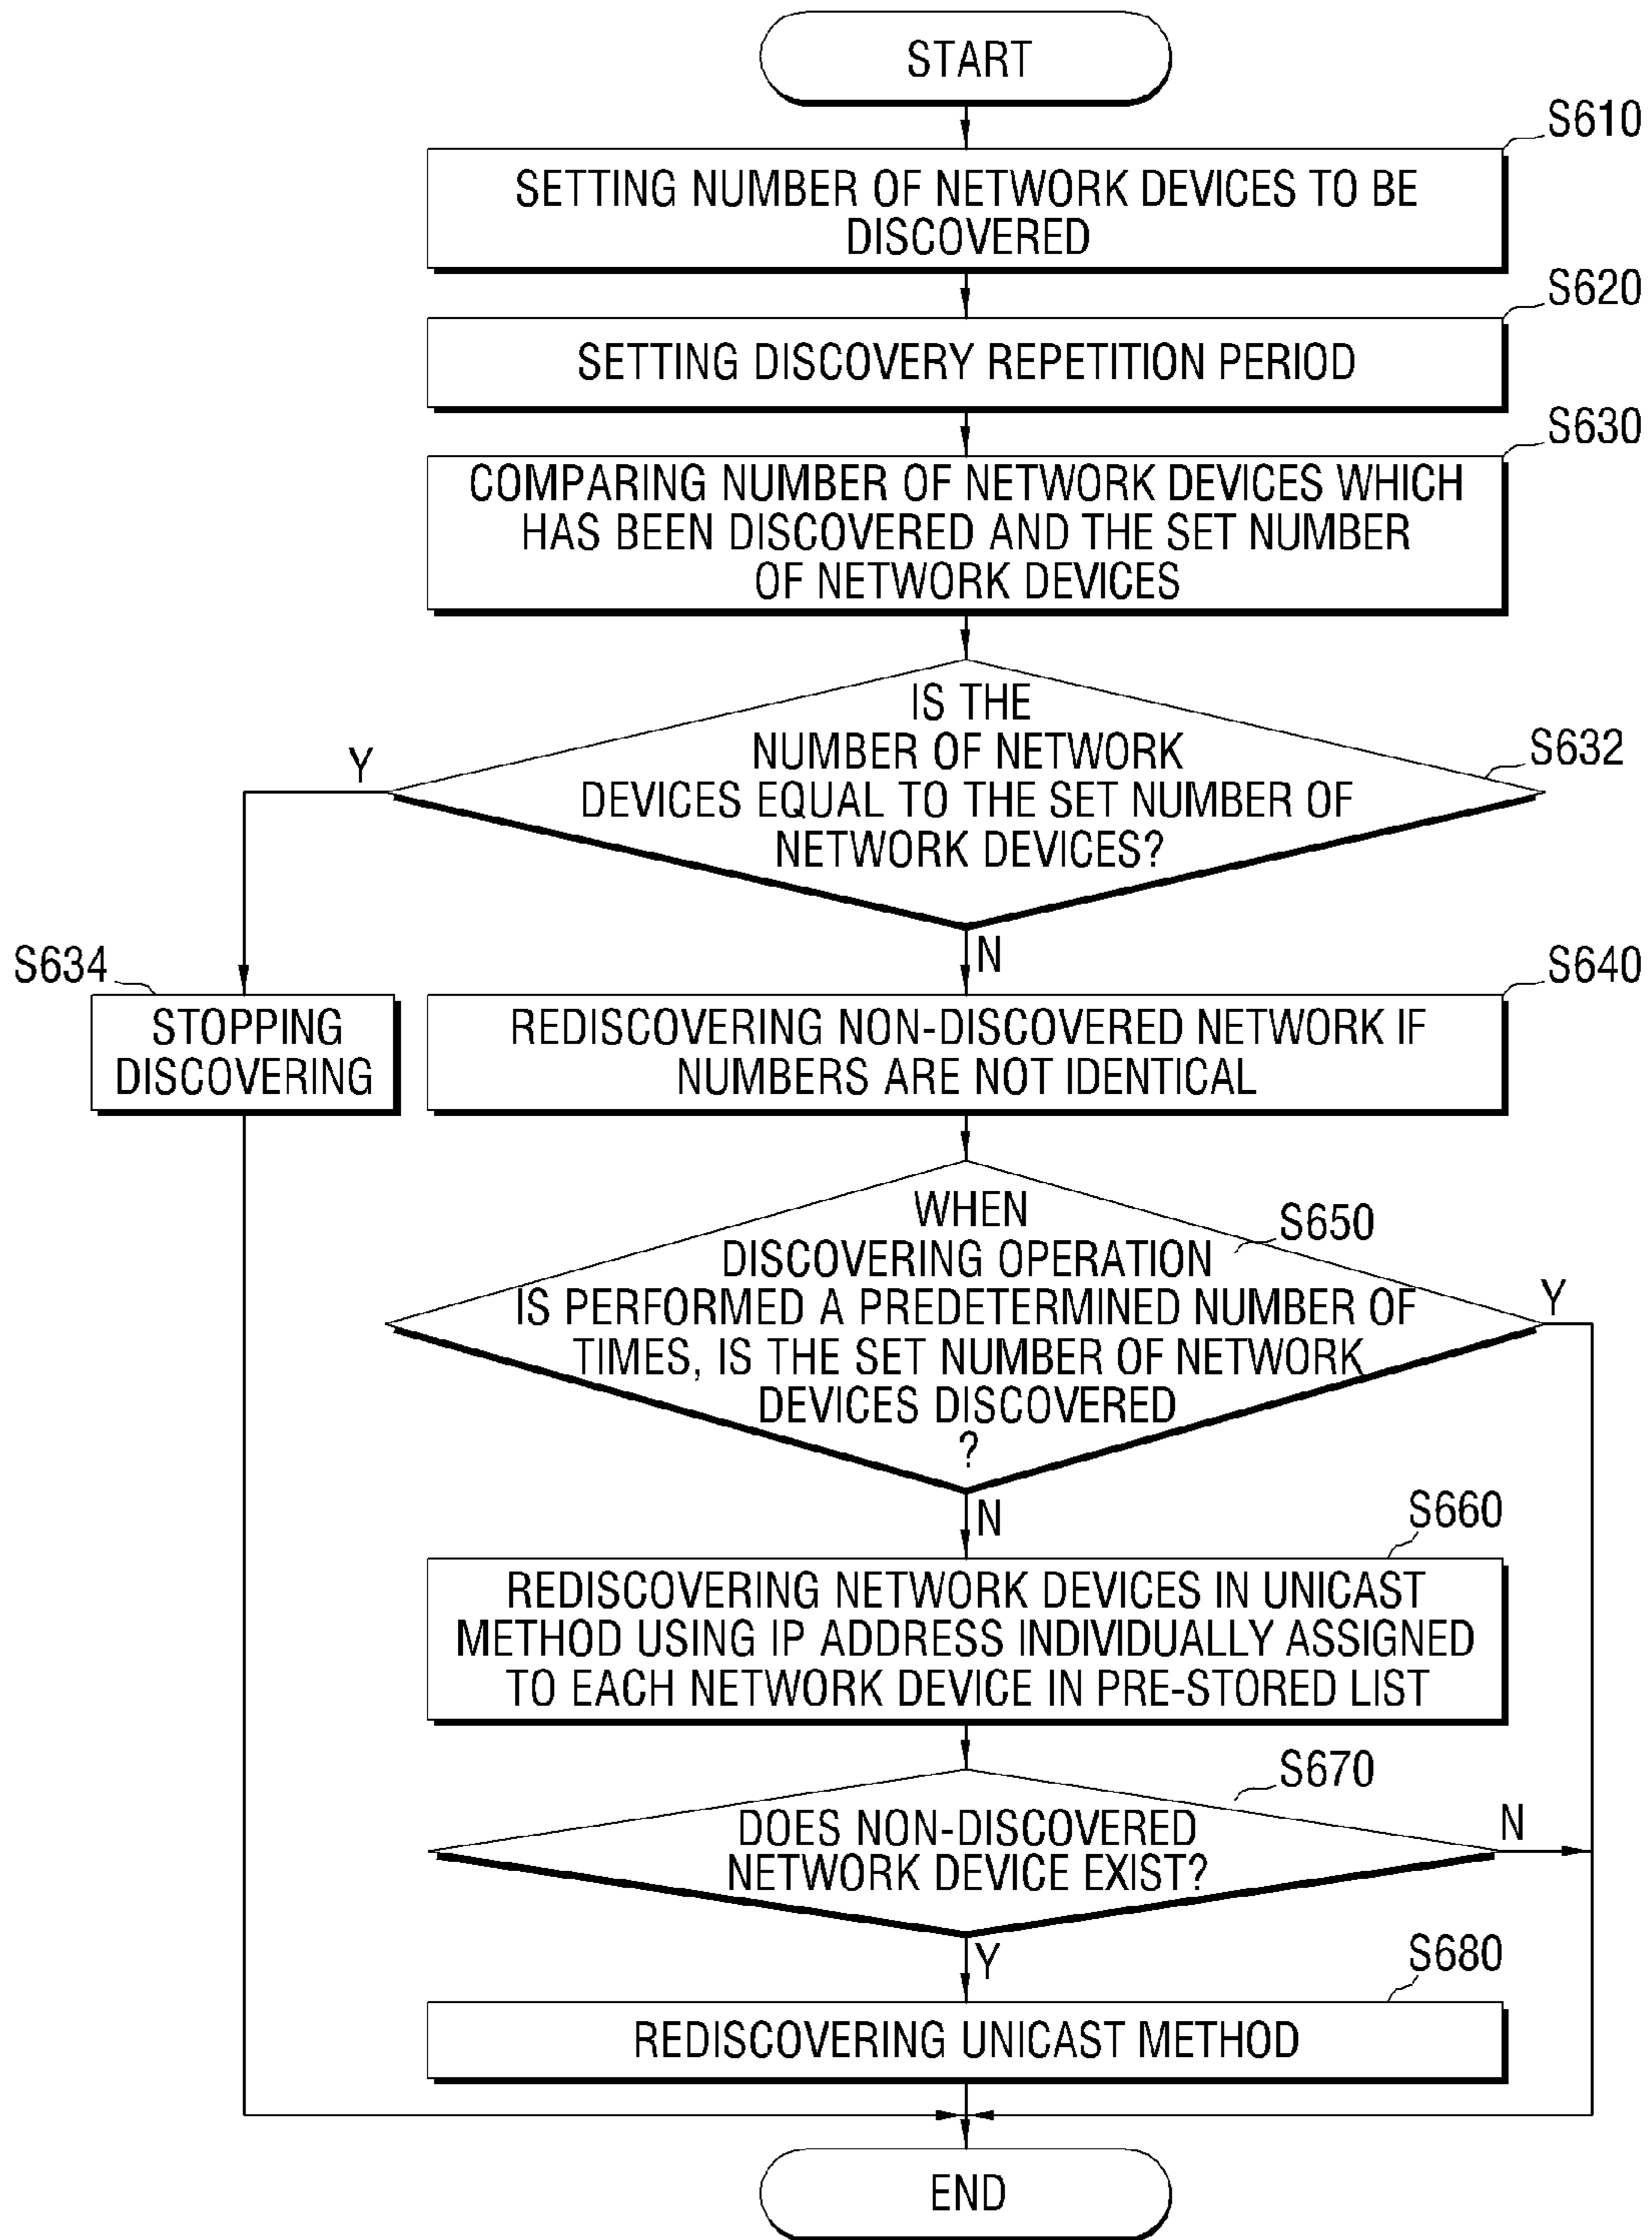 START
S610
SETTING NUMBER OF NETWORK DEVICES TO BE
DISCOVERED
S620
SETTING DISCOVERY REPETITION PERIOD
S630
COMPARING NUMBER OF NETWORK DEVICES WHICH
HAS BEEN DISCOVERED AND THE SET NUMBER
OF NETWORK DEVICES
IS THE
NUMBER OF NETWORK
DEVICES EQUAL TO THE SET NUMBER OF
NETWORK DEVICES?
S632
Y
N
S634
STOPPING
DISCOVERING
S640
REDISCOVERING NON-DISCOVERED NETWORK IF
NUMBERS ARE NOT IDENTICAL
WHEN
DISCOVERING OPERATION
IS PERFORMED A PREDETERMINED NUMBER OF
TIMES, IS THE SET NUMBER OF NETWORK
DEVICES DISCOVERED
?
S650
Y
N
S660
REDISCOVERING NETWORK DEVICES IN UNICAST
METHOD USING IP ADDRESS INDIVIDUALLY ASSIGNED
TO EACH NETWORK DEVICE IN PRE-STORED LIST
S670
DOES NON-DISCOVERED
NETWORK DEVICE EXIST?
N
Y
S680
REDISCOVERING UNICAST METHOD
END